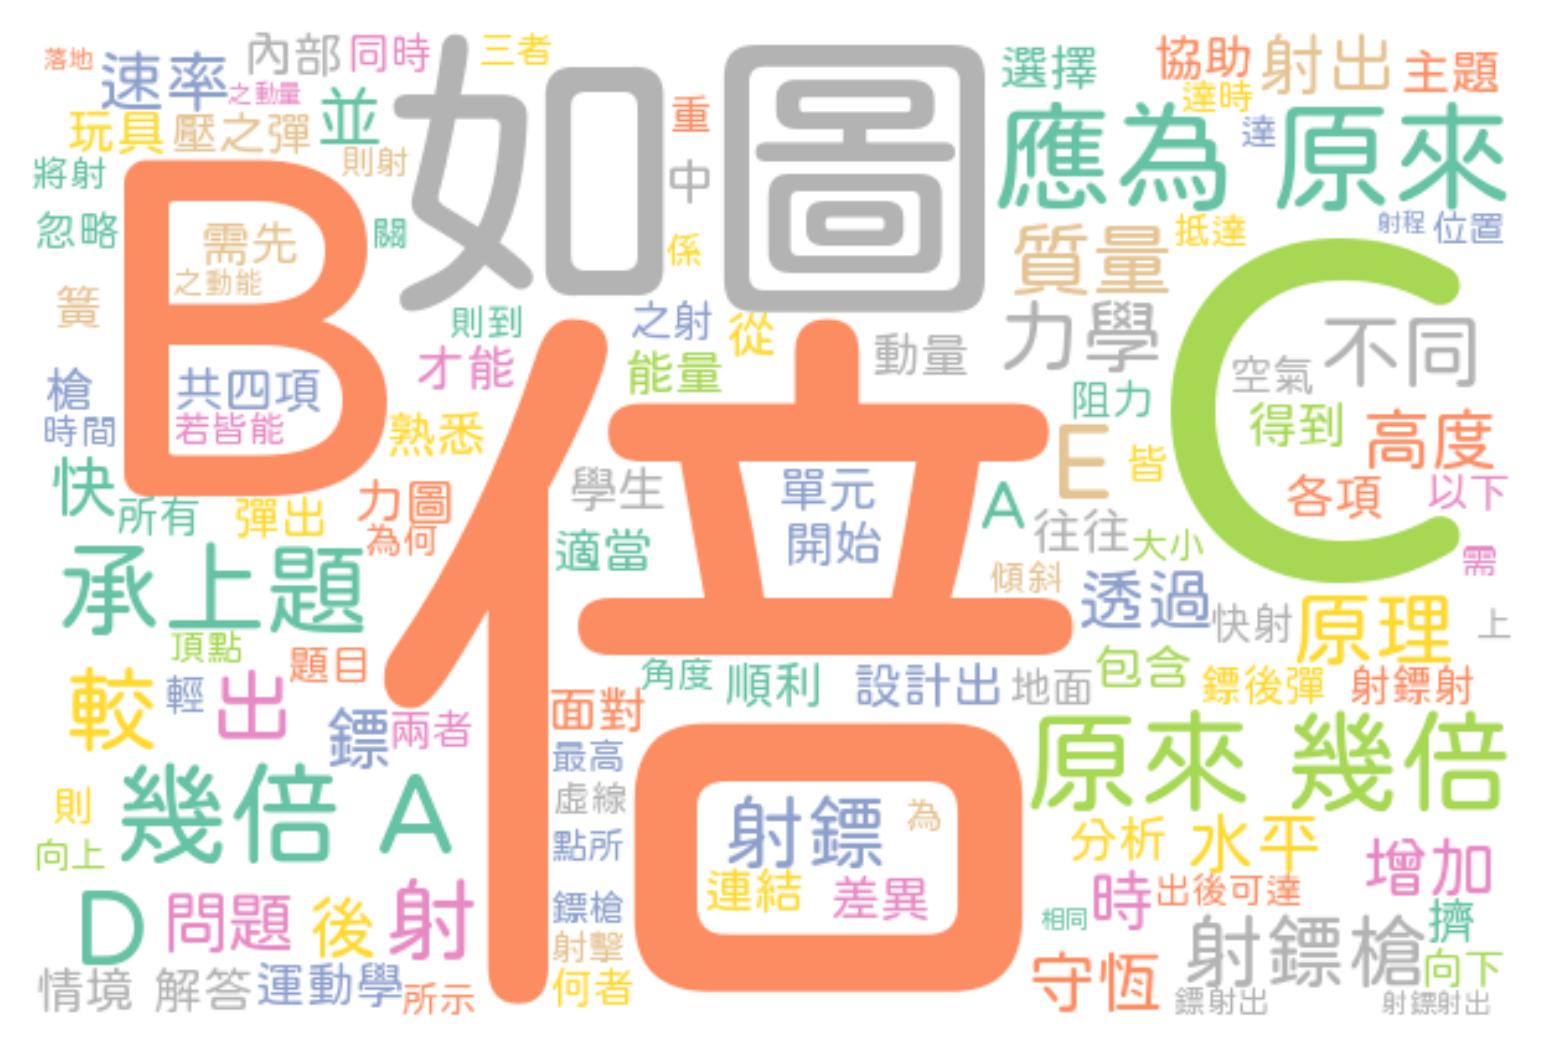 落地 速率 內部 同時 三者
之動量
玩具 壓之彈 並 如圖 重 選擇 協助 射出 主題
達時
將射 則射 中 應為 達 原來
忽略 B 需先 關 係 質量 抵達 射程 位置
之動能
簧 則到 之射 從 力學 C 不同
才能 能量 動量 空氣
槍 共四項 倍 阻力 得到 高度
時間 若皆能 熟悉 E 皆
快 所有 彈出 力圖 學生 單元 A 往往 各項 以下
為何 適當 開始 大小 需
承上題 傾斜 透過 快射 原理 上
頂點 題目 角度 順利 設計出 地面 包含 鏢後彈 射鏢射
較 輕 出 鏢 兩者 面對
最高 原來 幾倍
則 幾倍 A 虛線 射鏢 為
向上 點所 分析 水平 增加
D 問題 後 射 鏢槍 連結 差異 時 出後可達
射擊 相同 射鏢槍 擠
情境 解答 運動學 所示 何者 守恆 向下
鏢射出 射鏢射出